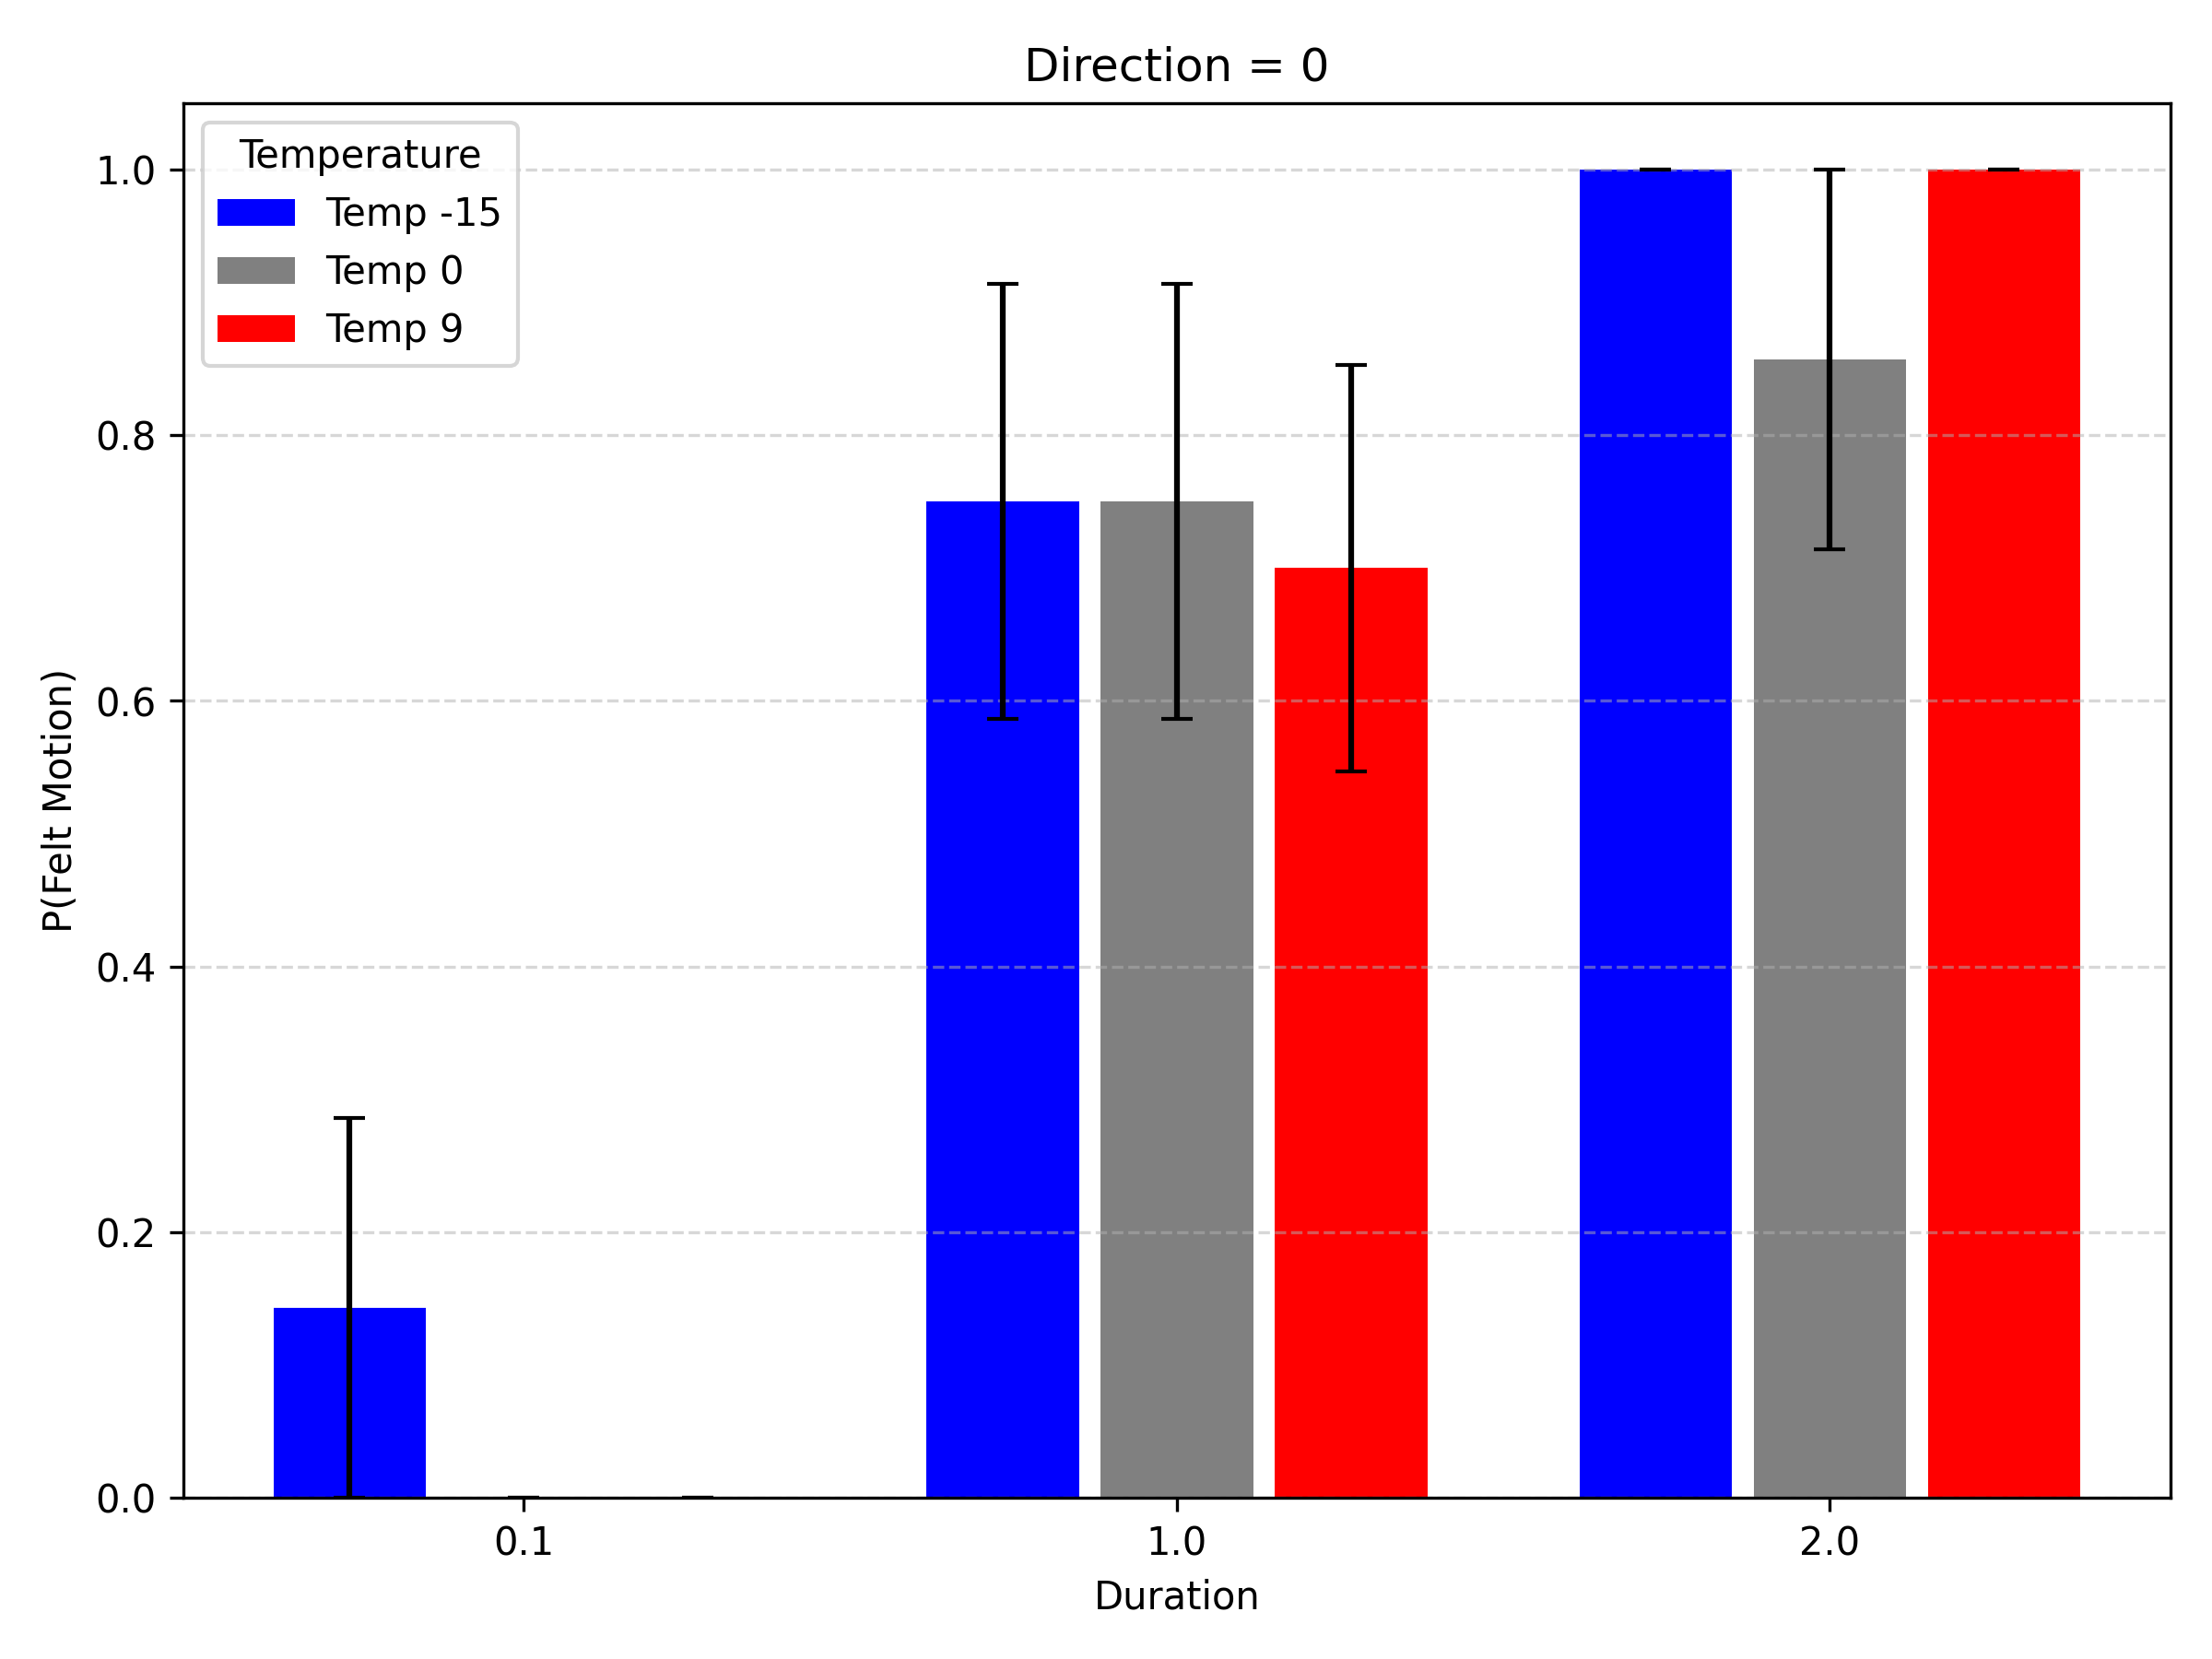 Direction = 0
Temperature
Temp -15
Temp 0
Temp 9
1.0
0.8
0.6
0.4
0.2
0.0
P(Felt Motion)
0.1 1.0 2.0
Duration